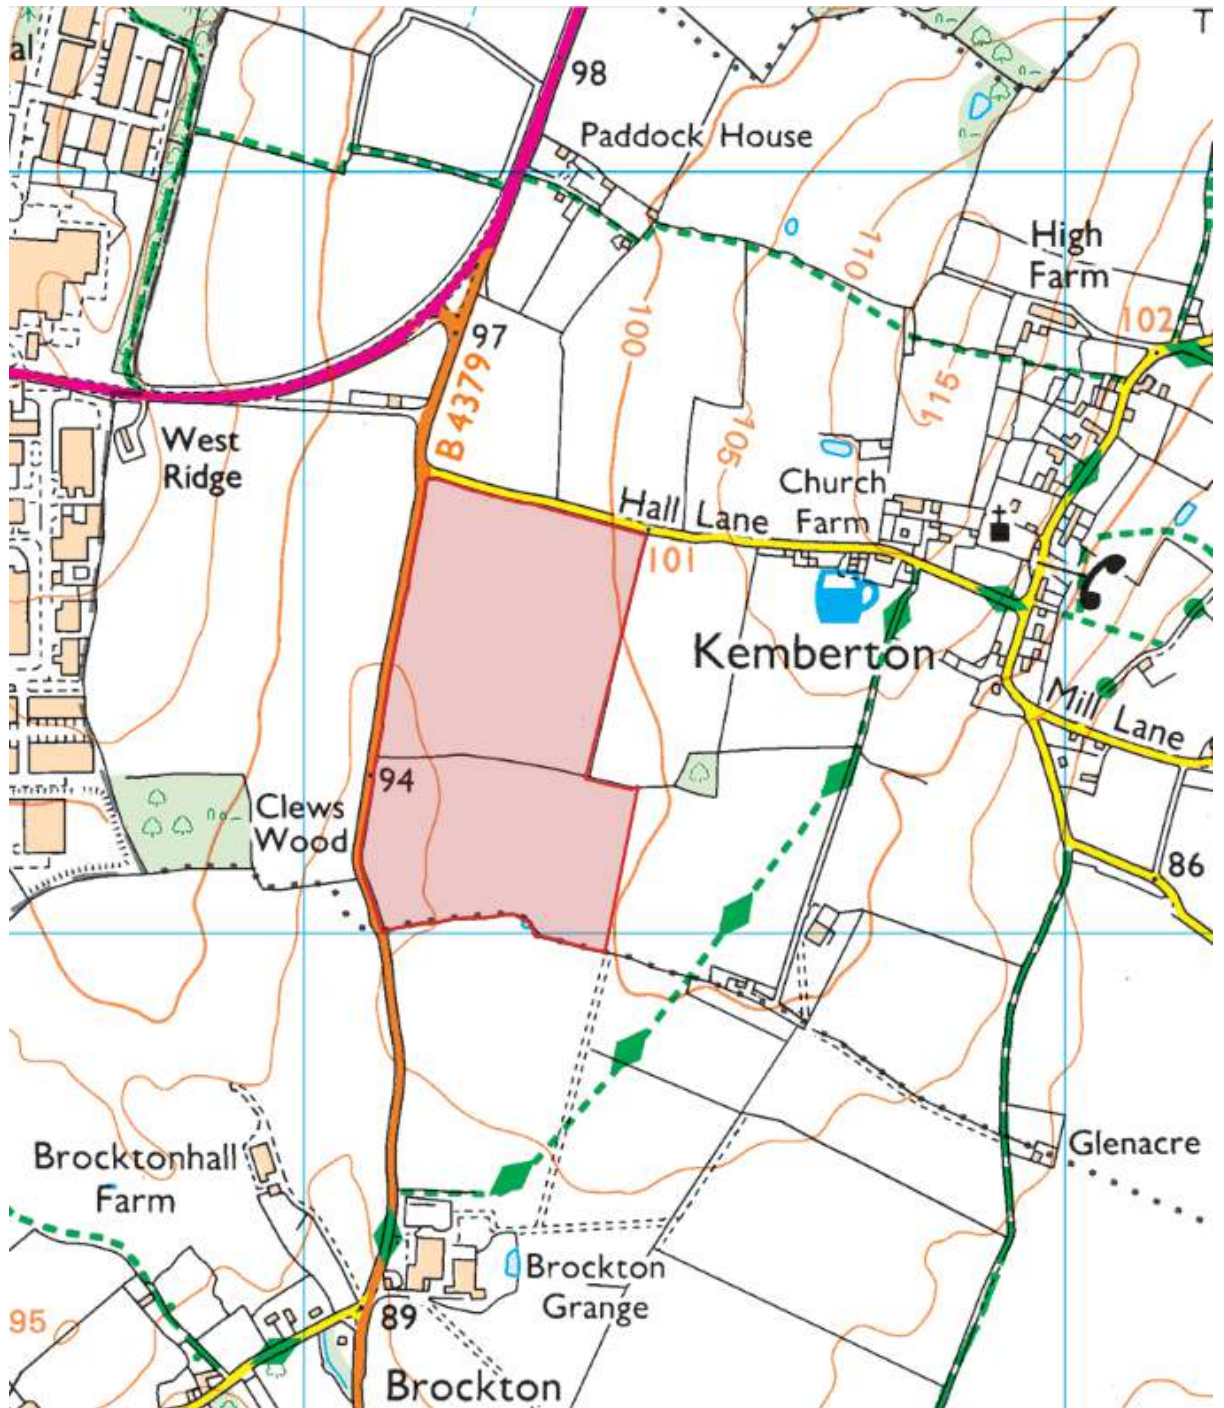 al
T
98
Paddock House
High
Farm
110
102
100
97
B 4379
115
West
Ridge
105
Church
Farm
Hall Lane
101
Kemberton
Mill Lane
94
Clews
Wood
86
Brocktonhall
Farm
Glenacre
Brockton
Grange
95
89
Brockton